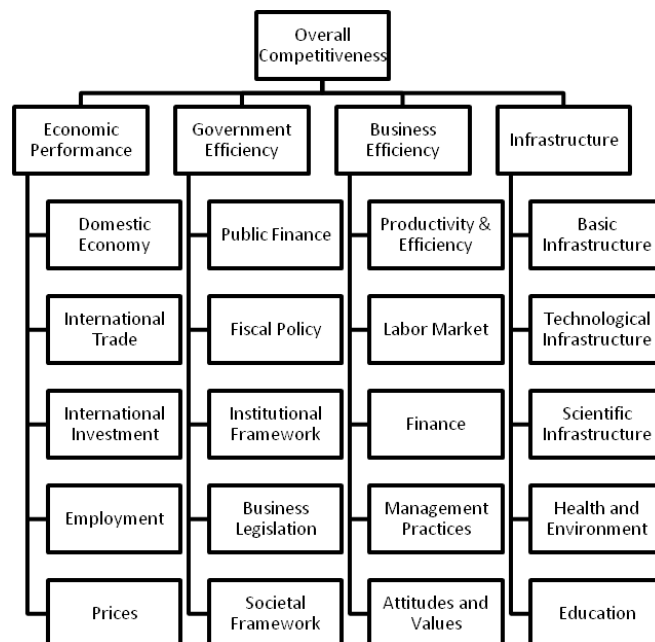 Overall
Competitiveness
Economic
Performance
Government
Efficiency
Business
Efficiency
Infrastructure
Domestic
Economy
Public Finance
Productivity &
Efficiency
Basic
Infrastructure
International
Trade
Fiscal Policy
Labor Market
Technological
Infrastructure
International
Investment
Institutional
Framework
Finance
Scientific
Infrastructure
Employment
Business
Legislation
Management
Practices
Health and
Environment
Prices
Societal
Framework
Attitudes and
Values
Education